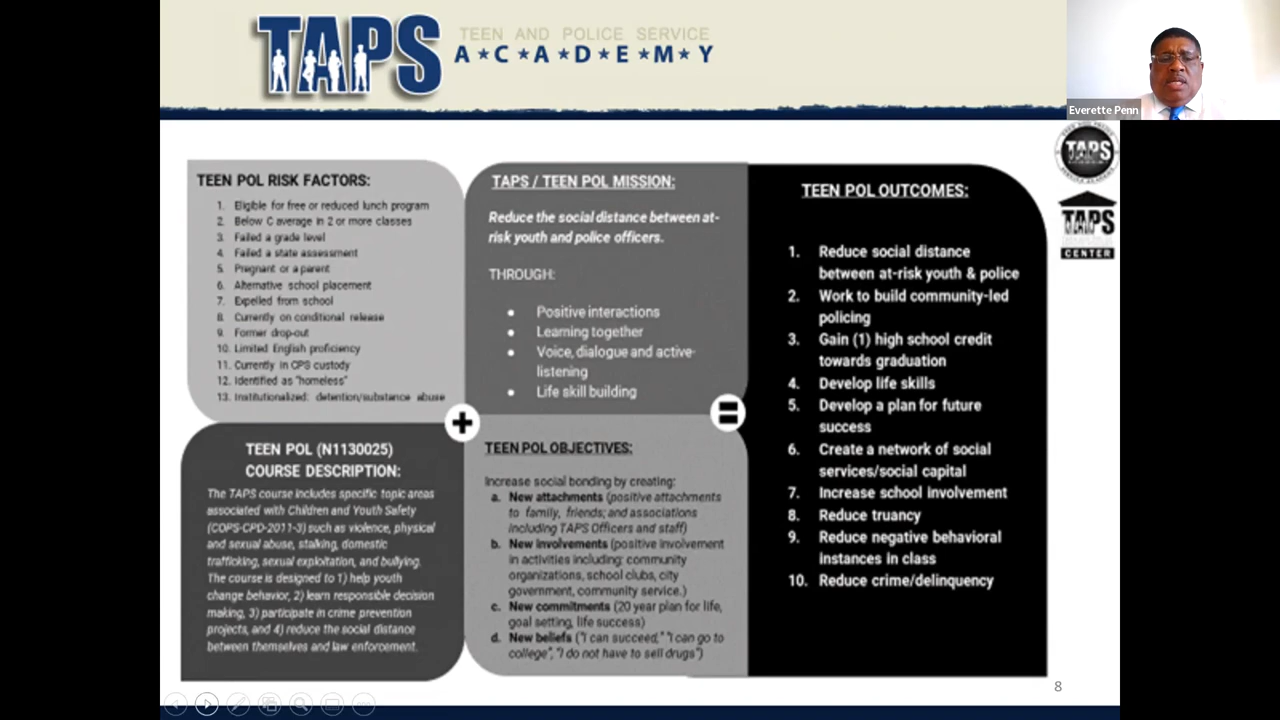 TAPS
TEEN AND POLICE SERVICE
A★C★A★D★E★M★Y
Everette Penn
TEEN POL RISK FACTORS:
1. Eligible for free or reduced lunch program
2. Below C average in 2 or more classes
3. Failed a grade level
4. Failed a state assessment
5. Pregnant or a parent
6. Alternative school placement
7. Expelled from school
8. Currently on conditional release
9. Former drop-out
10. Limited English proficiency
11. Currently in CPS custody
12. Identified as "homeless"
13. Institutionalized: detention/substance abuse
TEEN POL (N1130025)
COURSE DESCRIPTION:
The TAPS course includes specific topic areas
associated with Children and Youth Safety
(COPS-CPD-2011-3) such as violence, physical
and sexual abuse, stalking, domestic
trafficking, sexual exploitation, and bullying.
The course is designed to 1) help youth
change behavior, 2) learn responsible decision
making, 3) participate in crime prevention
projects, and 4) reduce the social distance
between themselves and law enforcement.
TAPS / TEEN POL MISSION:
Reduce the social distance between at-
risk youth and police officers.
THROUGH:
● Positive interactions
● Learning together
● Voice, dialogue and active-
listening
● Life skill building
TEEN POL OBJECTIVES:
Increase social bonding by creating:
a. New attachments (positive attachments
to family, friends; and associations
including TAPS Officers and staff)
b. New involvements (positive involvement
in activities including: community
organizations, school clubs, city
government, community service.)
c. New commitments (20 year plan for life,
goal setting, life success)
d. New beliefs ("I can succeed," "I can go to
college", "I do not have to sell drugs")
TEEN POL OUTCOMES:
1. Reduce social distance
between at-risk youth & police
2. Work to build community-led
policing
3. Gain (1) high school credit
towards graduation
4. Develop life skills
5. Develop a plan for future
success
6. Create a network of social
services/social capital
7. Increase school involvement
8. Reduce truancy
9. Reduce negative behavioral
instances in class
10. Reduce crime/delinquency
TAPS
TAPS
CENTER
8